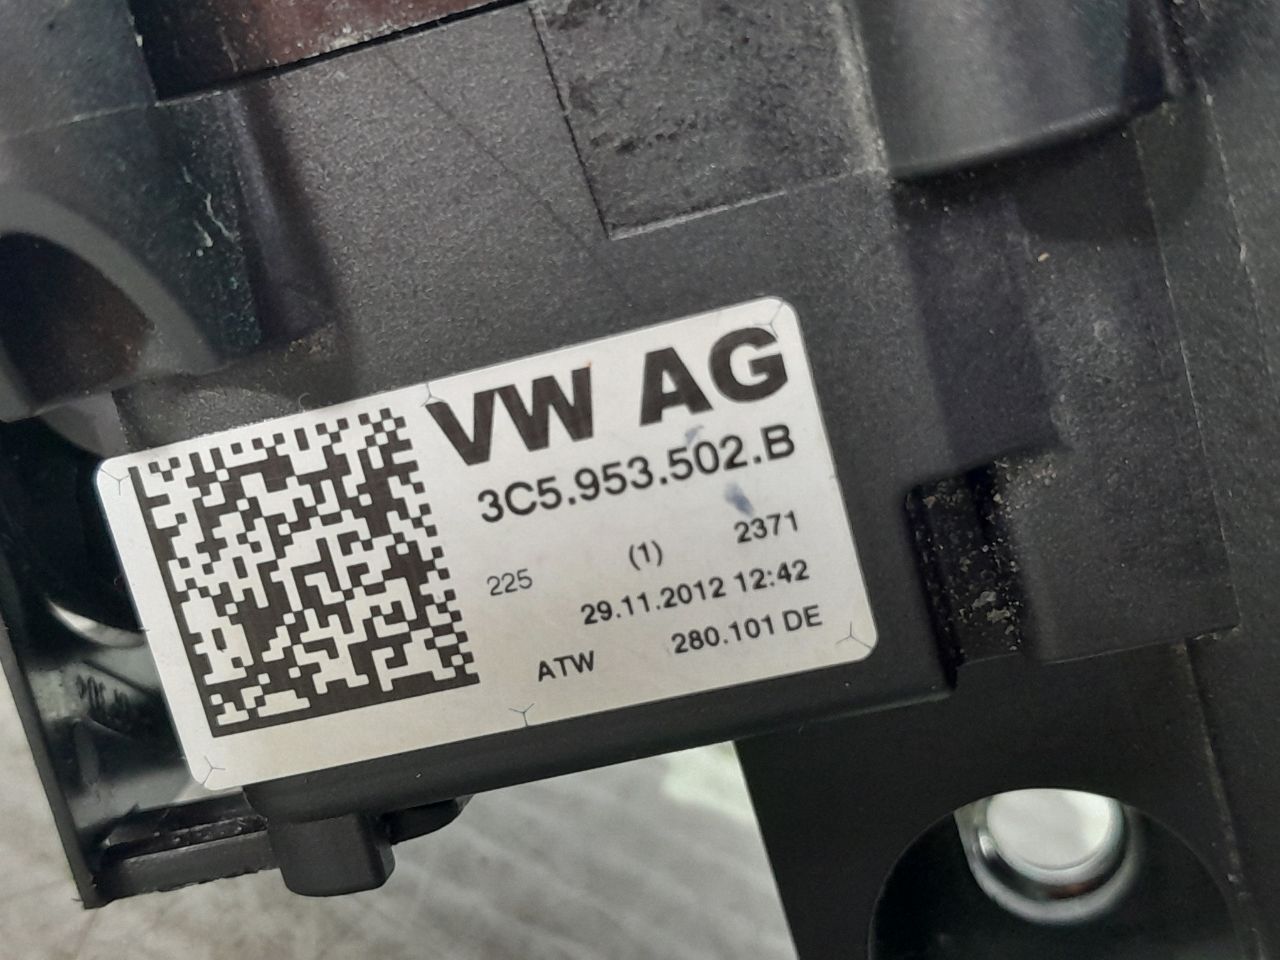 VW AG
3C5.953.502.B
225 (1) 2371
29.11.2012 12:42
ATW 280.101 DE